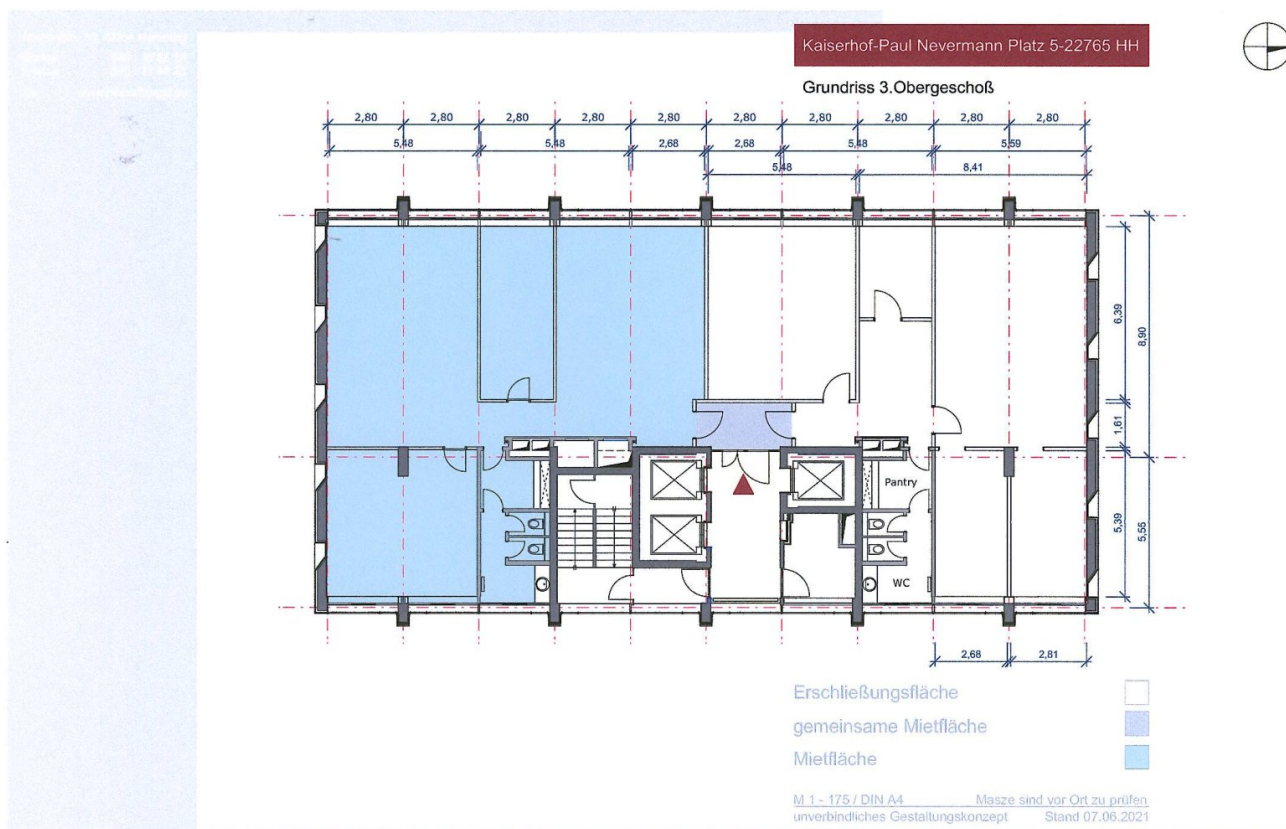 Kaiserhof-Paul Nevermann Platz 5-22765 HH
Grundriss 3.Obergeschoß
2,80 2,80 2,80 2,80 2,80 2,80 2,80 2,80 2,80 2,80
5,48 5,48 2,68 2,68 5,48 5,59
5,48 8,41
6,39
8,90
1,61
Pantry
5,39
5,55
WC
2,68 2,81
Erschließungsfläche
gemeinsame Mietfläche
Mietfläche
M 1 - 175 / DIN A4 Masze sind vor Ort zu prüfen
unverbindliches Gestaltungskonzept Stand 07.06.2021